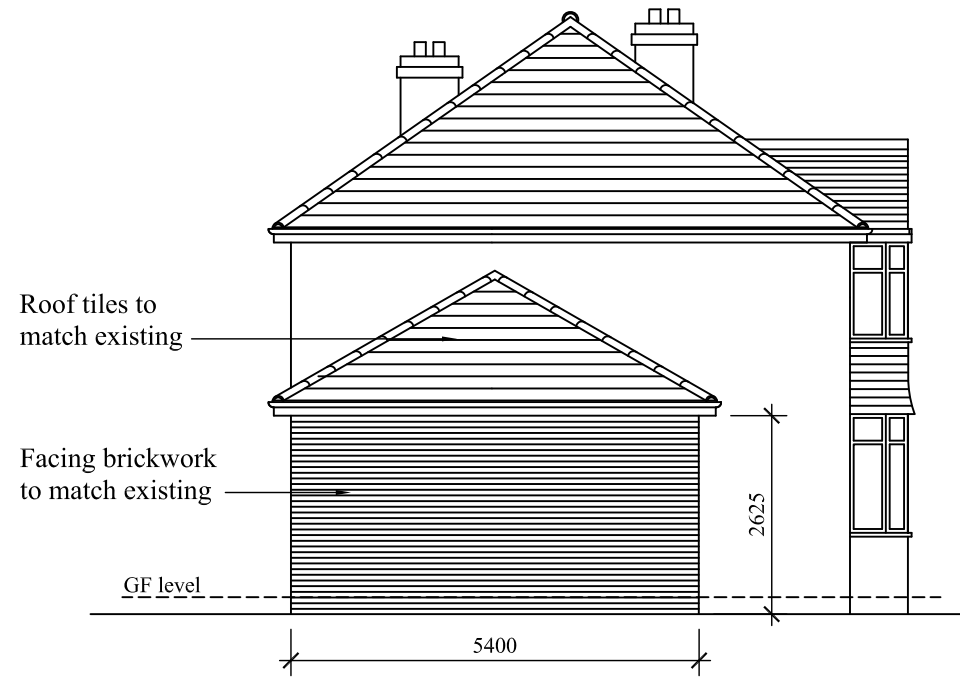 Roof tiles to
match existing
Facing brickwork
to match existing
2625
GF level
5400